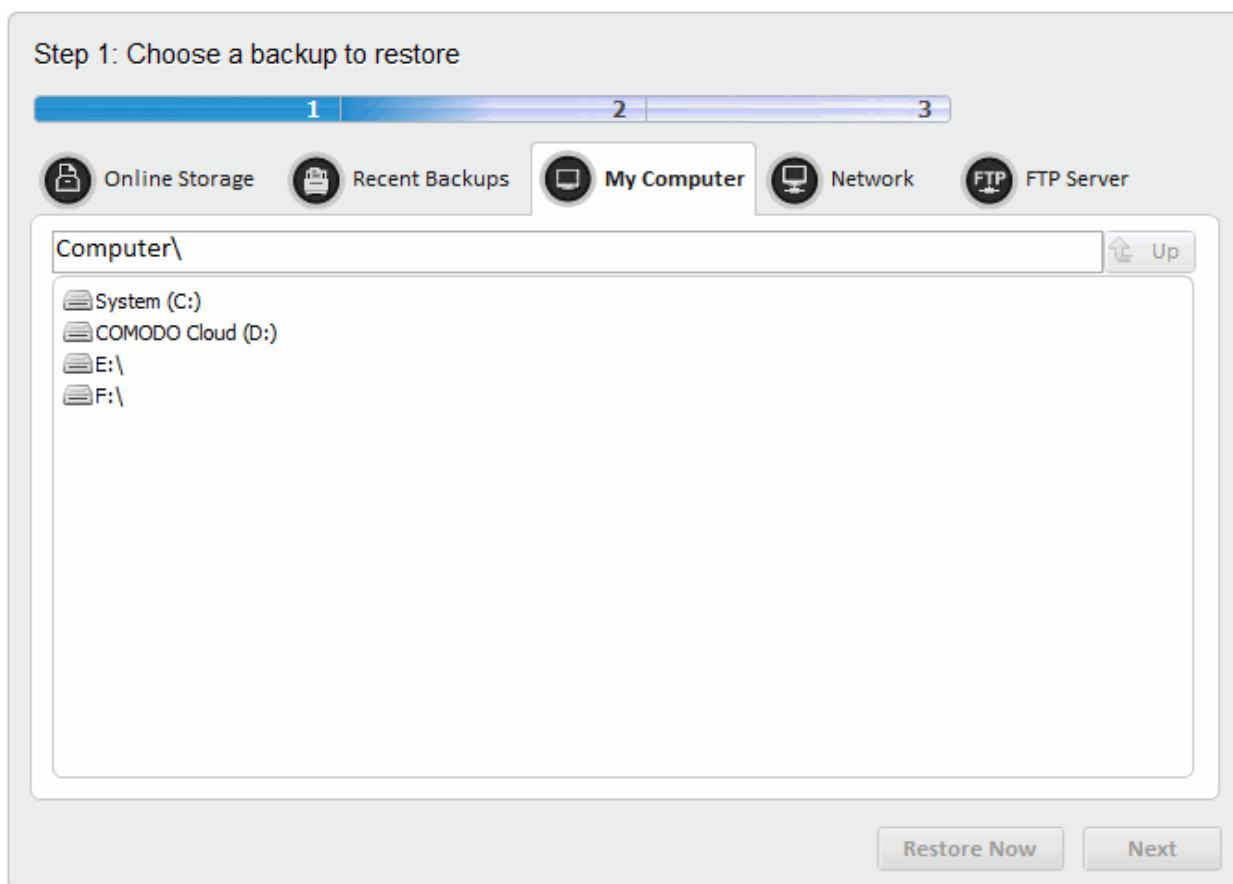 Step 1: Choose a backup to restore
1 2 3
Online Storage Recent Backups My Computer Network FTP FTP Server
Computer\ Up
System (C:)
COMODO Cloud (D:)
E:\
F:\
Restore Now Next